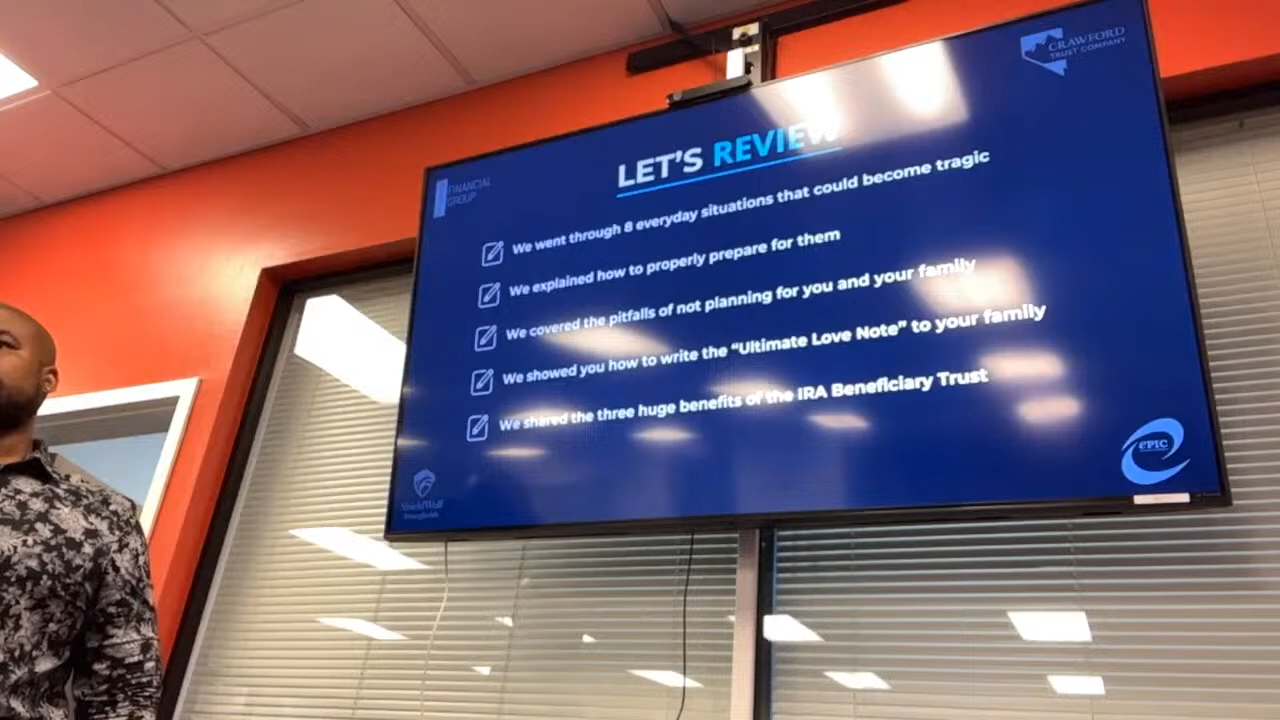 CRAWFORD
TRUST COMPANY
FINANCIAL
GROUP
LET'S REVIEW
We went through 8 everyday situations that could become tragic
We explained how to properly prepare for them
We covered the pitfalls of not planning for you and your family
We showed you how to write the “Ultimate Love Note” to your family
We shared the three huge benefits of the IRA Beneficiary Trust
ePIC
ShieldWolf
Strongholds